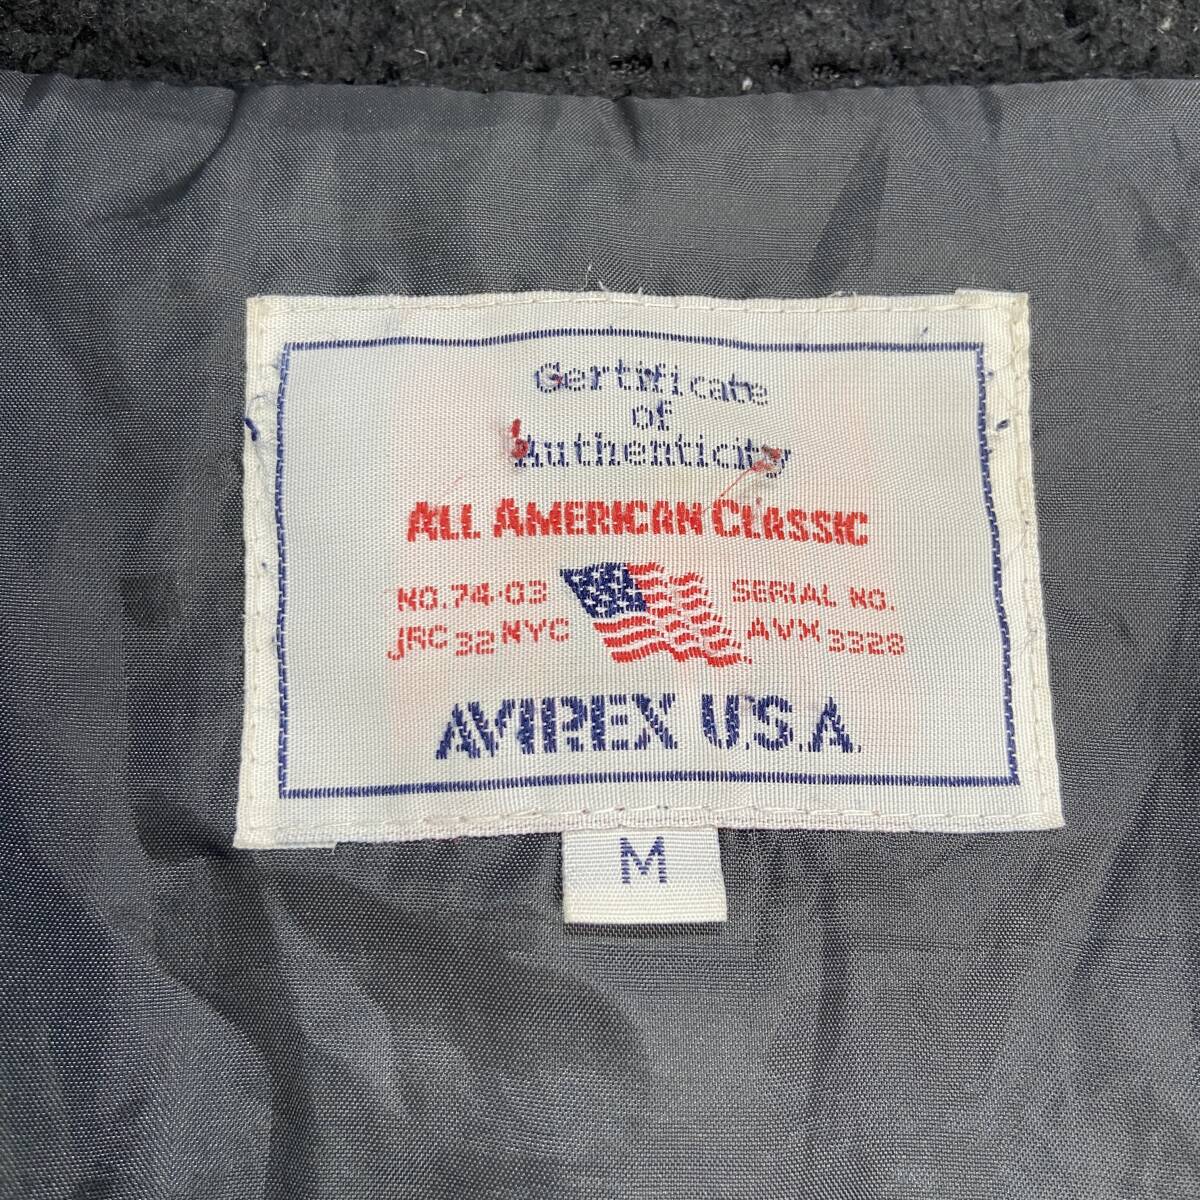 Certificate
of
Authenticity
ALL AMERICAN CLASSIC
NO.74-03
JRC 32 NYC
SERIAL NO.
AVX 3328
AVIREX U.S.A.
M